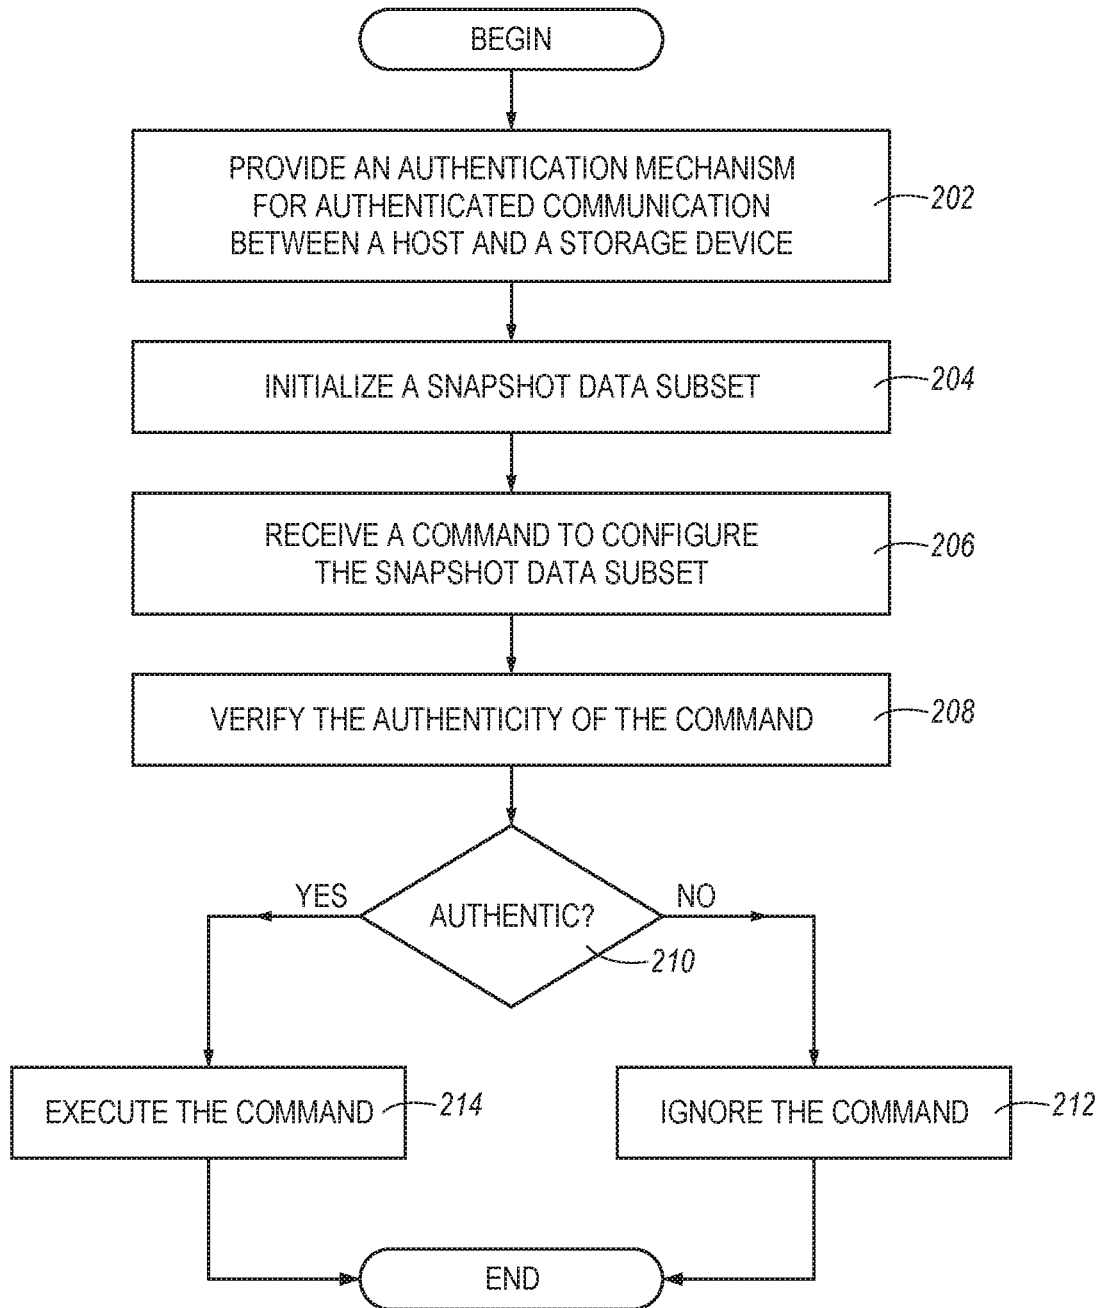 BEGIN
PROVIDE AN AUTHENTICATION MECHANISM
FOR AUTHENTICATED COMMUNICATION
BETWEEN A HOST AND A STORAGE DEVICE
202
INITIALIZE A SNAPSHOT DATA SUBSET
204
RECEIVE A COMMAND TO CONFIGURE
THE SNAPSHOT DATA SUBSET
206
VERIFY THE AUTHENTICITY OF THE COMMAND
208
YES
AUTHENTIC?
NO
210
EXECUTE THE COMMAND
214
IGNORE THE COMMAND
212
END